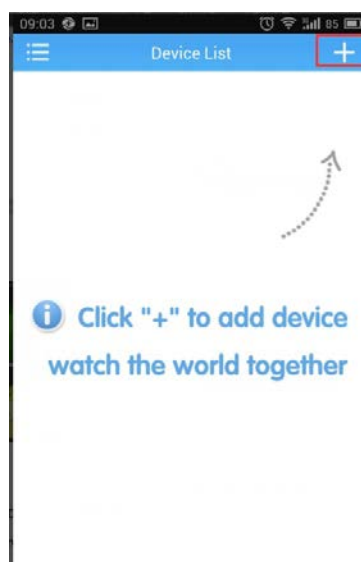 09:03 85
Device List
Click "+" to add device
watch the world together